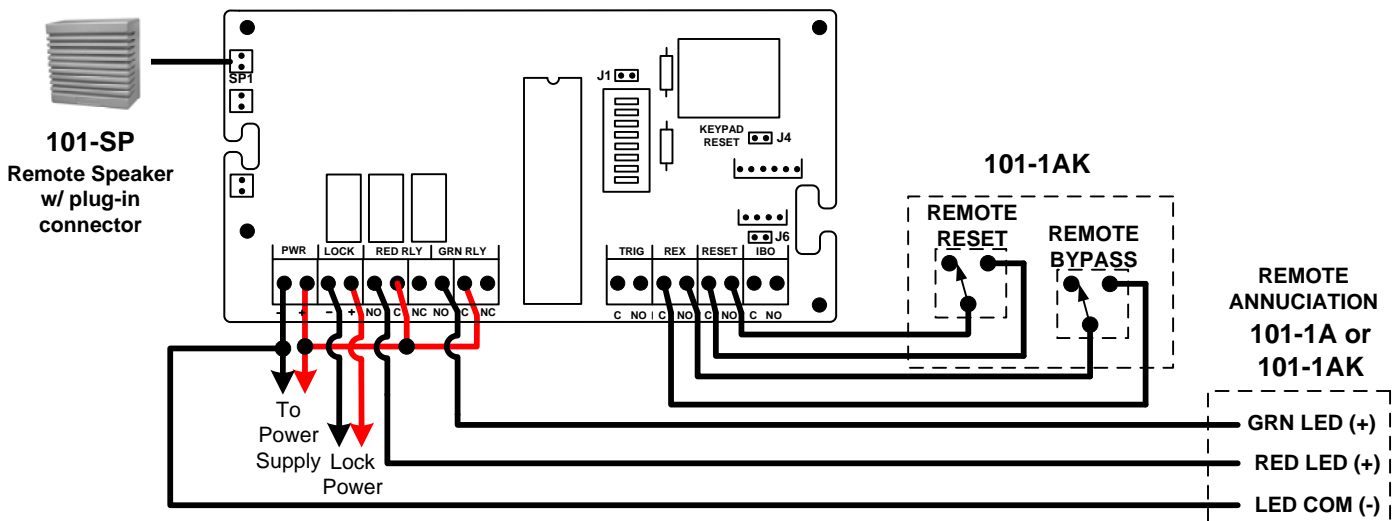 SP1
101-SP
Remote Speaker
w/ plug-in
connector
J1
KEYPAD
RESET
J4
J6
PWR LOCK RED RLY GRN RLY
- + - + NO C NC NO C NC
TRIG REX RESET IBO
C NO C NO C NO C NO
To
Power
Supply
Lock
Power
101-1AK
REMOTE
RESET
REMOTE
BYPASS
REMOTE
ANNUCIATION
101-1A or
101-1AK
GRN LED (+)
RED LED (+)
LED COM (-)